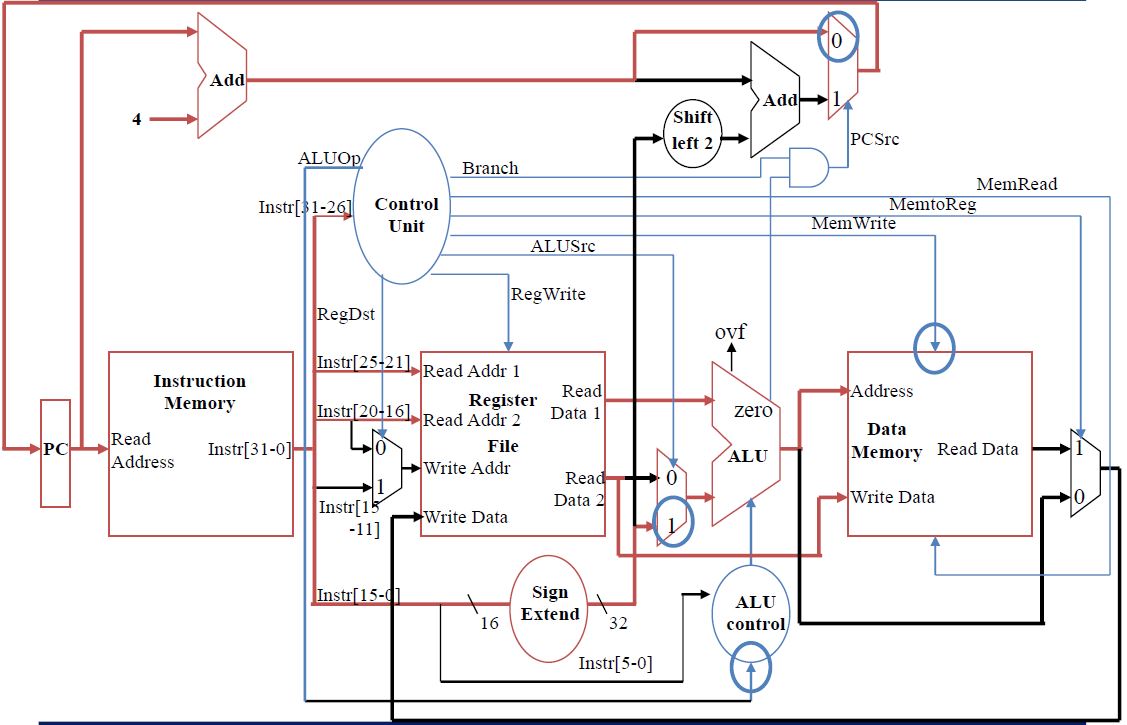 0
Add
Add
1
4
Shift
left 2
PCSrc
ALUOp
Branch
MemRead
Instr[31-26]
Control
Unit
MemtoReg
MemWrite
ALUSrc
RegWrite
RegDst
ovf
Instr[25-21]
Read Addr 1
Instruction
Memory
Register
File
Read
Data 1
Address
Instr[20-16]
Read Addr 2
zero
Data
Memory
Read Data
PC
Read
Address
Instr[31-0]
0
1
Write Addr
Read
Data 2
0
1
ALU
1
0
Write Data
Instr[15
-11]
Write Data
Instr[15-0]
Sign
Extend
16
32
ALU
control
Instr[5-0]